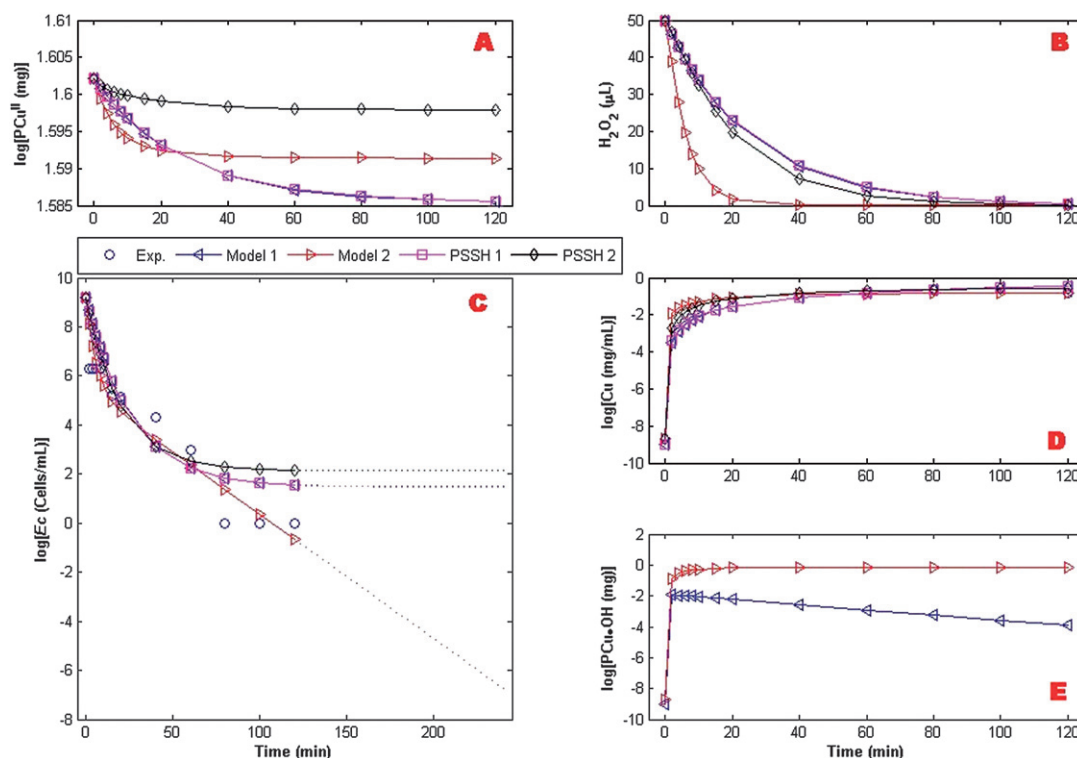 A
log[PCu^II (mg)]
1.61
1.605
1.6
1.595
1.59
1.585
0 20 40 60 80 100 120
B
H₂O₂ (µL)
50
40
30
20
10
0
0 20 40 60 80 100 120
Exp. Model 1 Model 2 PSSH 1 PSSH 2
C
log[Ec (Cells/mL)]
10
8
6
4
2
0
-2
-4
-6
-8
0 50 100 150 200
Time (min)
D
log[Cu (mg/mL)]
0
-2
-4
-6
-8
-10
0 20 40 60 80 100 120
E
log[PCu•OH (mg)]
2
0
-2
-4
-6
-8
-10
0 20 40 60 80 100 120
Time (min)